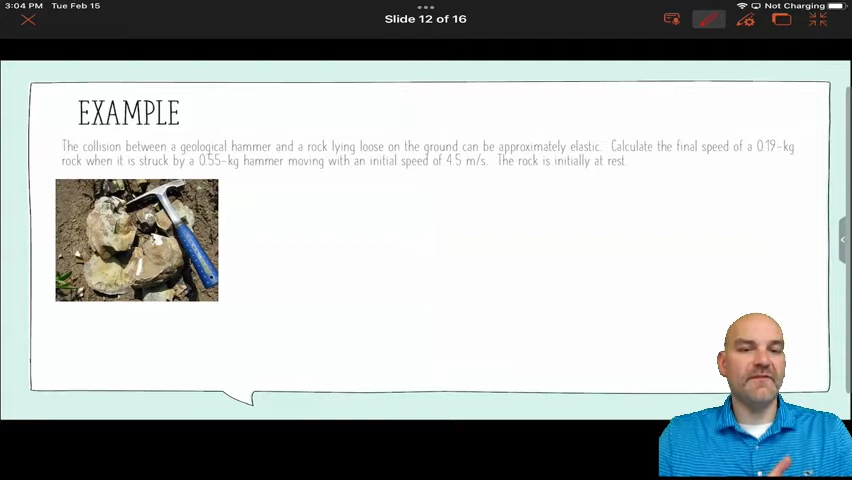 3:04 PM Tue Feb 15
Not Charging
Slide 12 of 16
EXAMPLE
The collision between a geological hammer and a rock lying loose on the ground can be approximately elastic. Calculate the final speed of a 0.19-kg
rock when it is struck by a 0.55-kg hammer moving with an initial speed of 4.5 m/s. The rock is initially at rest